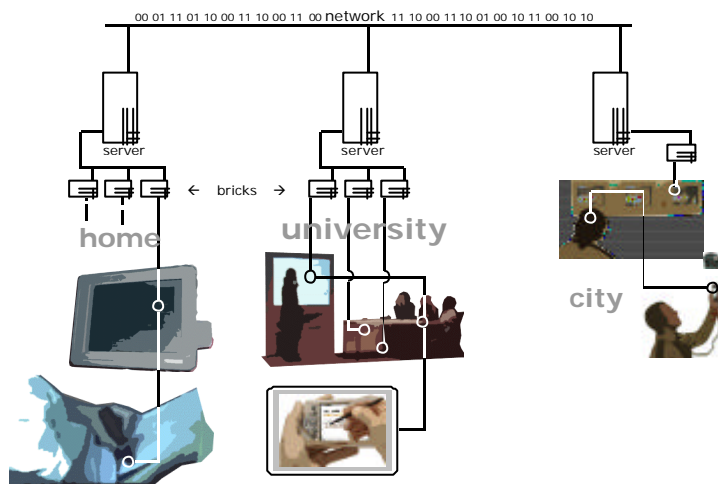 00 01 11 01 10 00 11 10 00 11 00 network 11 10 00 11 10 01 00 10 11 00 10 10
server
server
server
← bricks →
home
university
city